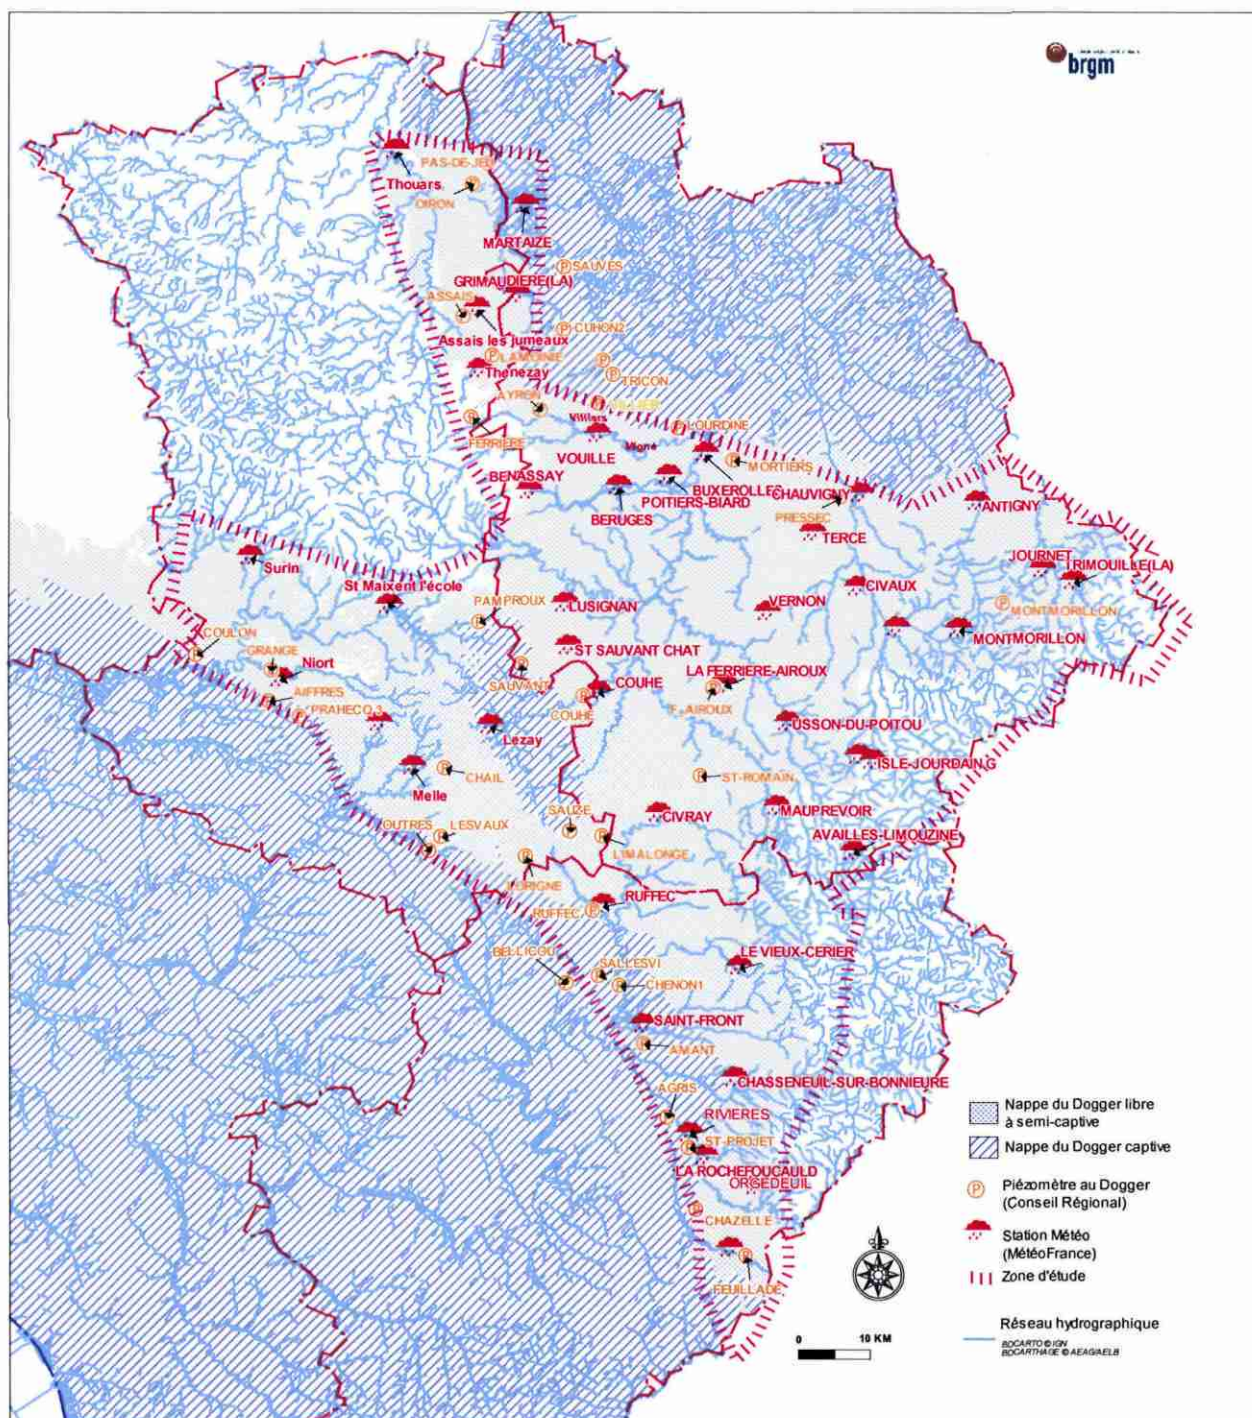 brgm
PAS-DE-JEU
Thouars
OIRON
MARTAIZE
SAUVES
GRIMAUDIERE(LA)
ASSAIS
CUHON2
Assais les jumeaux
Thenezay
TRICON
AYRON
Villiers
LOURDINE
FERRIERE
VOUILLE
MORTIERS
BENASSAY
BUXEROLLES
CHAUVIGNY
POITIERS-BIARD
ANTIGNY
BERUGES
PRESSEC
TERCE
Surin
JOURNET
TRIMOUILLE(LA)
St Maixent l'école
CIVAUX
LUSIGNAN
VERNON
PAMPROUX
MONTMORILLON
COULON
MONTMORILLON
ST SAUVANT CHAT
GRANGE
Niort
SAUVANT
LA FERRIERE-AIROUX
COUHE
AIFFRES
COUHE
F_AIROUX
PRAHECQ 3
USSON-DU-POITOU
Lezay
ISLE-JOURDAIN G
CHAIL
ST-ROMAIN
Melle
CIVRAY
MAUPREVOIR
SAUZE
OUTRES
LESVAUX
AVAILLES-LIMOUZINE
LIMALONGE
LORIGNE
RUFFEC
RUFFEC
BELLICOU
LE VIEUX-CERIER
SALLESVI
CHENON1
SAINT-FRONT
AMANT
CHASSENEUIL-SUR-BONNIEURE
AGRIS
RIVIERES
ST-PROJET
LA ROCHEFOUCAULD
ORGEDEUIL
CHAZELLE
FEUILLADE
Nappe du Dogger libre
à semi-captive
Nappe du Dogger captive
Piézomètre au Dogger
(Conseil Régional)
Station Météo
(MétéoFrance)
Zone d'étude
Réseau hydrographique
BDCARTO © IGN
BDCARTHAGE © AEAG/AELB
0 10 KM